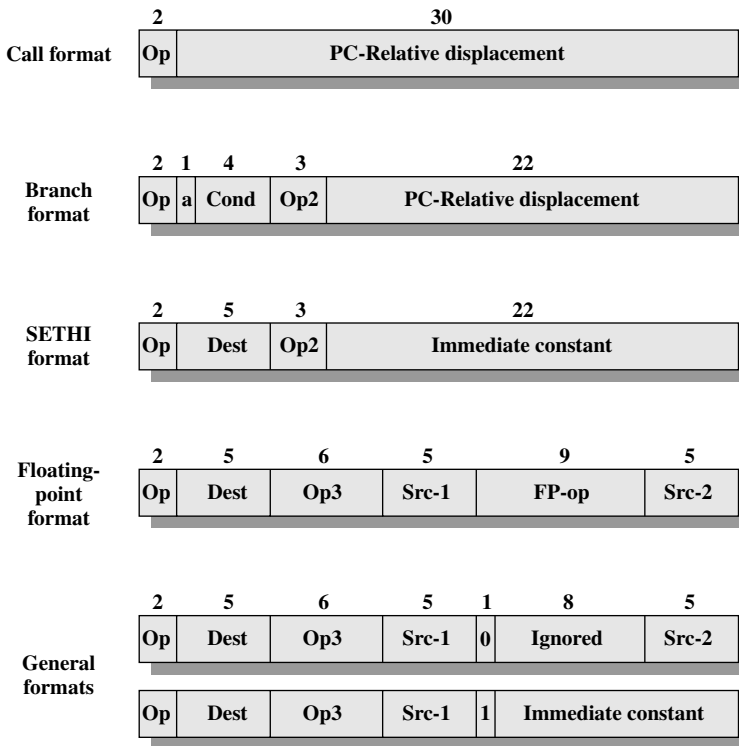 2 30
Call format
Op PC-Relative displacement
2 1 4 3 22
Branch
format
Op a Cond Op2 PC-Relative displacement
2 5 3 22
SETHI
format
Op Dest Op2 Immediate constant
2 5 6 5 9 5
Floating-
point
format
Op Dest Op3 Src-1 FP-op Src-2
2 5 6 5 1 8 5
Op Dest Op3 Src-1 0 Ignored Src-2
General
formats
Op Dest Op3 Src-1 1 Immediate constant